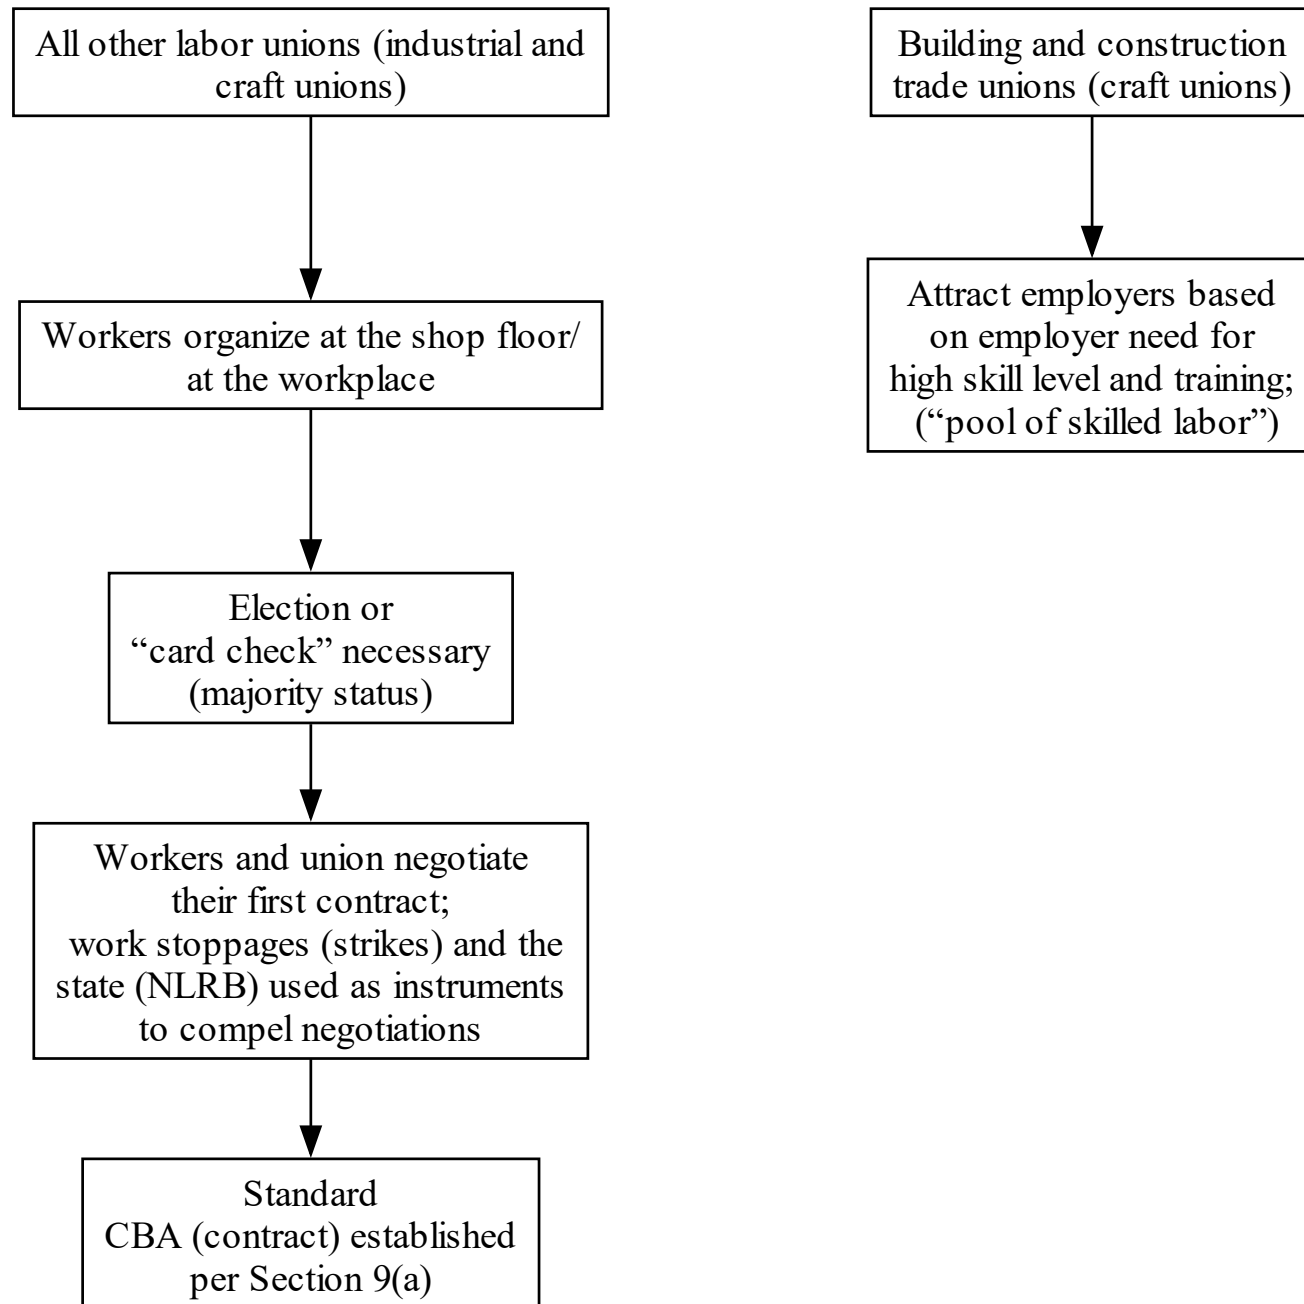 All other labor unions (industrial and
craft unions)
Workers organize at the shop floor/
at the workplace
Election or
“card check” necessary
(majority status)
Workers and union negotiate
their first contract;
work stoppages (strikes) and the
state (NLRB) used as instruments
to compel negotiations
Standard
CBA (contract) established
per Section 9(a)
Building and construction
trade unions (craft unions)
Attract employers based
on employer need for
high skill level and training;
(“pool of skilled labor”)